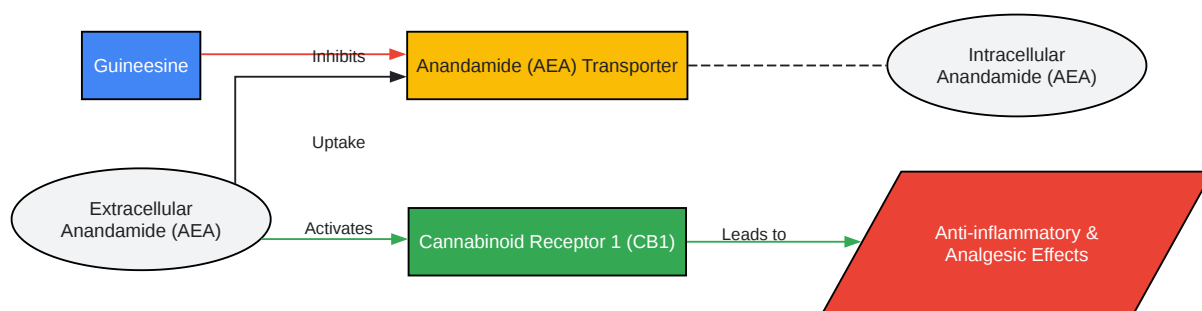 Guineesine
Inhibits
Anandamide (AEA) Transporter
Intracellular
Anandamide (AEA)
Uptake
Extracellular
Anandamide (AEA)
Activates
Cannabinoid Receptor 1 (CB1)
Leads to
Anti-inflammatory &
Analgesic Effects